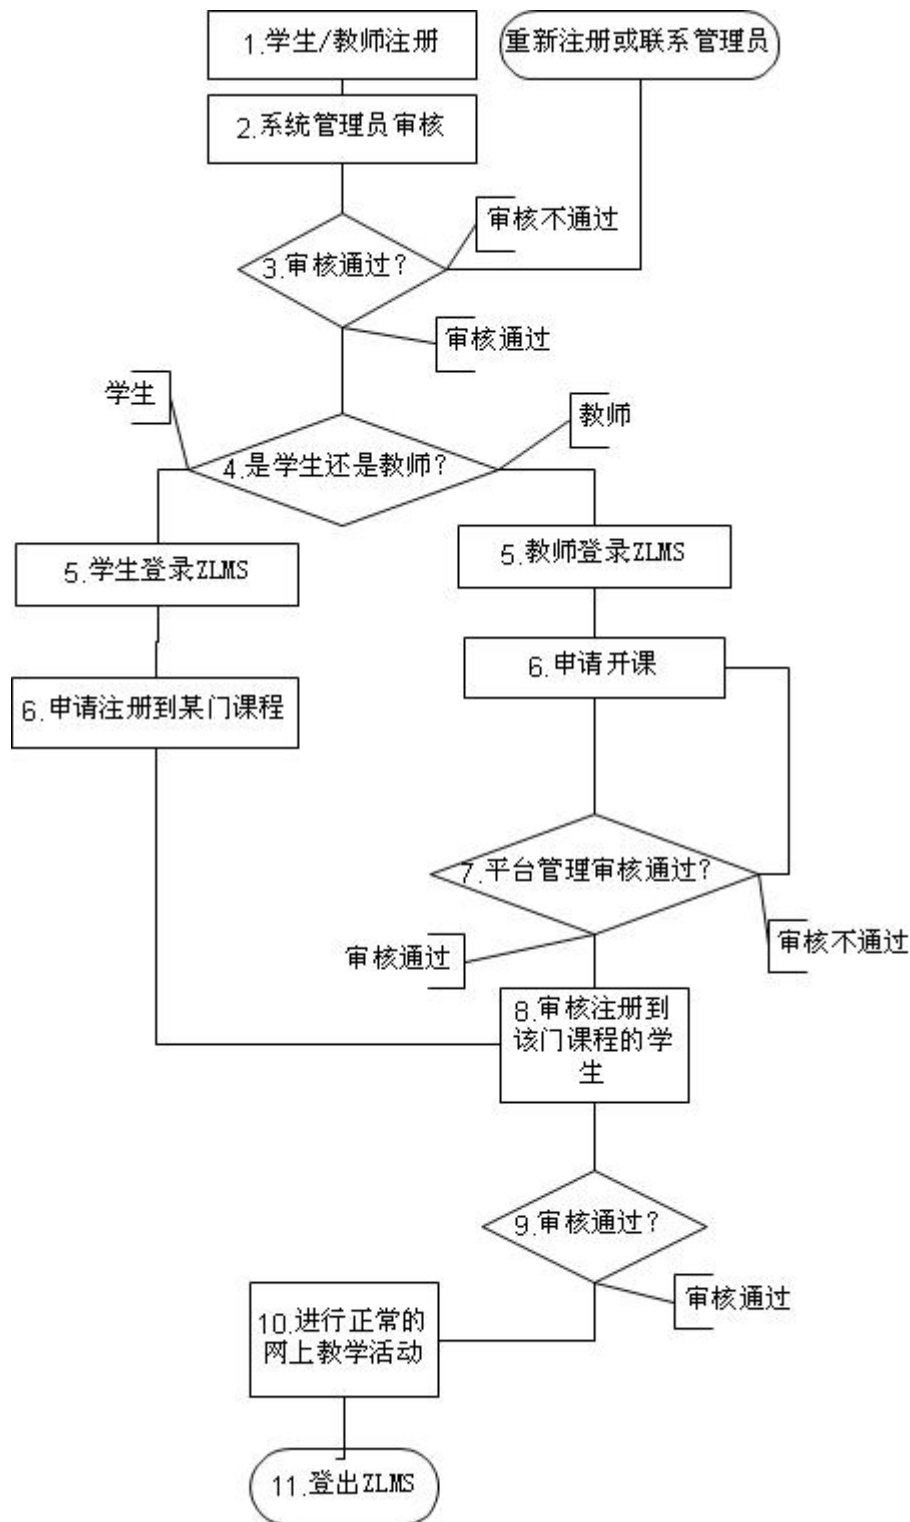 1.学生/教师注册
重新注册或联系管理员
2.系统管理员审核
审核不通过
3.审核通过?
审核通过
学生
教师
4.是学生还是教师?
5.学生登录ZLMS
5.教师登录ZLMS
6.申请开课
6.申请注册到某门课程
7.平台管理审核通过?
审核不通过
审核通过
8.审核注册到
该门课程的学
生
9.审核通过?
审核通过
10.进行正常的
网上教学活动
11.登出ZLMS